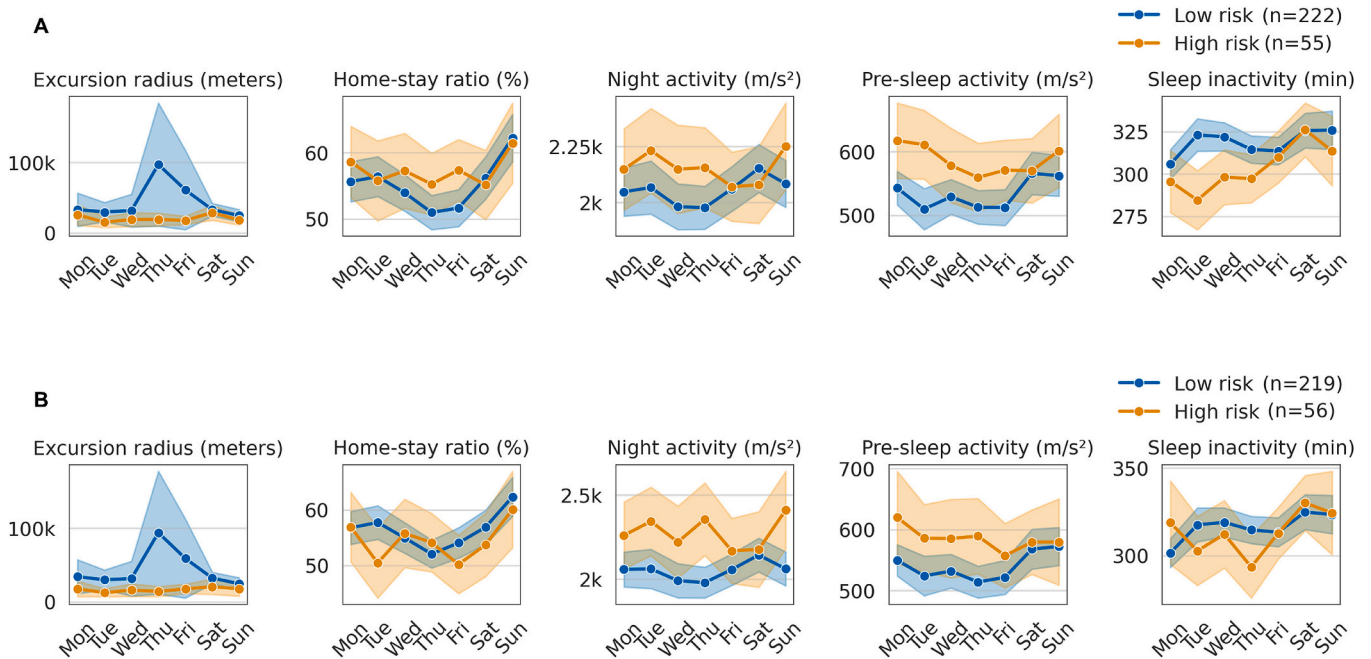 A
Low risk (n=222)
High risk (n=55)
Excursion radius (meters)
Home-stay ratio (%)
Night activity (m/s²)
Pre-sleep activity (m/s²)
Sleep inactivity (min)
100k
0
60
50
2.25k
2k
600
500
325
300
275
Mon Tue Wed Thu Fri Sat Sun
Mon Tue Wed Thu Fri Sat Sun
Mon Tue Wed Thu Fri Sat Sun
Mon Tue Wed Thu Fri Sat Sun
Mon Tue Wed Thu Fri Sat Sun
B
Low risk (n=219)
High risk (n=56)
Excursion radius (meters)
Home-stay ratio (%)
Night activity (m/s²)
Pre-sleep activity (m/s²)
Sleep inactivity (min)
100k
0
60
50
2.5k
2k
700
600
500
350
300
Mon Tue Wed Thu Fri Sat Sun
Mon Tue Wed Thu Fri Sat Sun
Mon Tue Wed Thu Fri Sat Sun
Mon Tue Wed Thu Fri Sat Sun
Mon Tue Wed Thu Fri Sat Sun